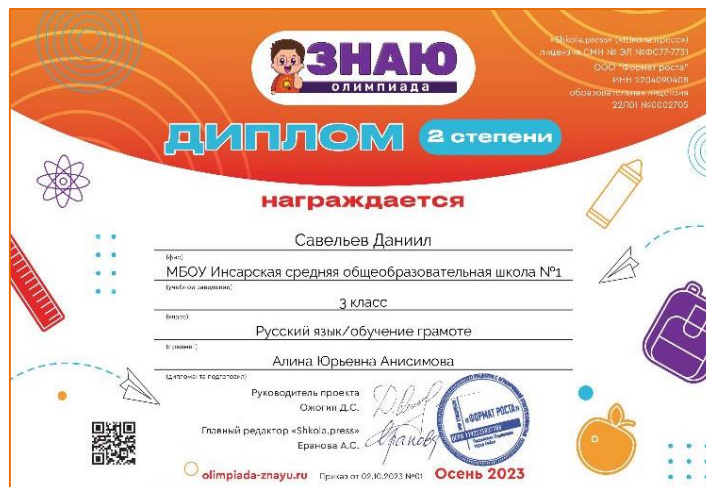 «Shkola.press» («Школа.пресс»)
лицензия СМИ № ЭЛ №ФС77-7731
ООО "Формат роста"
ИНН 2204090408
образовательная лицензия
22Л01 №0002705
ЗНАЮ
олимпиада
ДИПЛОМ 2 степени
награждается
Савельев Даниил
(фио)
МБОУ Инсарская средняя общеобразовательная школа №1
(учебное заведение)
3 класс
(класс)
Русский язык/обучение грамоте
(предмет)
Алина Юрьевна Анисимова
(дипломанта подготовил)
Руководитель проекта
Ожогин Д.С.
Главный редактор «Shkola.press»
Еранова А.С.
«ФОРМАТ РОСТА»
olimpiada-znayu.ru Приказ от 02.10.2023 №01 Осень 2023